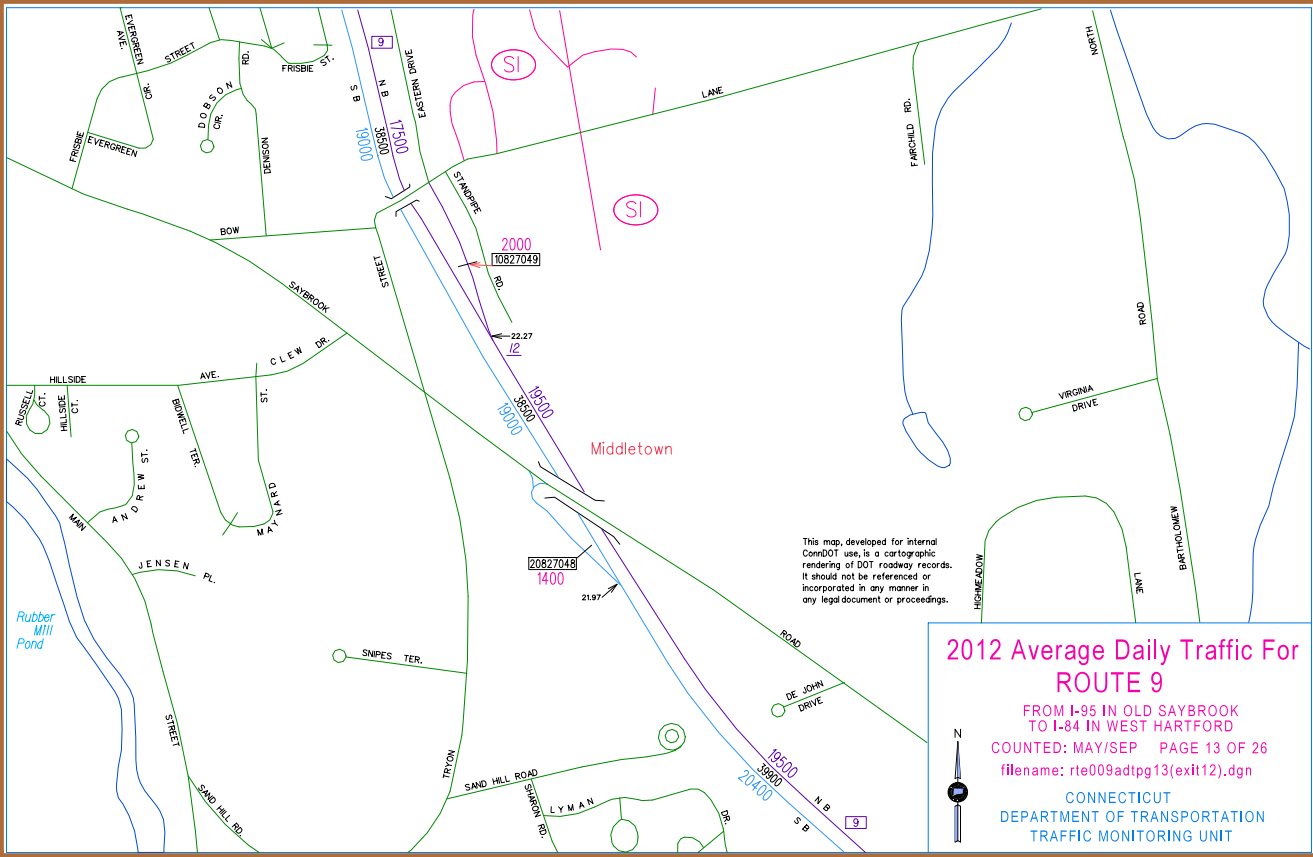 EVERGREEN
AVE.
STREET
CIR.
FRISBIE
EVERGREEN
DOBSON
CIR.
RD.
FRISBIE ST.
DENISON
9
S B
N B
EASTERN DRIVE
17500
38500
19000
SI
SI
LANE
FAIRCHILD RD.
NORTH
ROAD
BARTHOLOMEW
STANDPIPE
RD.
BOW
STREET
SAYBROOK
2000
10827049
22.27
12
19500
38500
19000
HILLSIDE
AVE.
CLEW DR.
RUSSELL
CT.
HILLSIDE
CT.
BIDWELL
TER.
ST.
MAYNARD
ANDREW ST.
MAIN
JENSEN PL.
STREET
Rubber
Mill
Pond
Middletown
VIRGINIA
DRIVE
20827048
1400
21.97
This map, developed for internal
ConnDOT use, is a cartographic
rendering of DOT roadway records.
It should not be referenced or
incorporated in any manner in
any legal document or proceedings.
HIGHMEADOW
LANE
SNIPES TER.
ROAD
DE JOHN
DRIVE
TRYON
SAND HILL ROAD
SAND HILL RD.
SHARON RD.
LYMAN
DR.
19500
39900
20400
N B
S B
9
2012 Average Daily Traffic For
ROUTE 9
FROM I-95 IN OLD SAYBROOK
TO I-84 IN WEST HARTFORD
COUNTED: MAY/SEP PAGE 13 OF 26
filename: rte009adtpg13(exit12).dgn
N
CONNECTICUT
DEPARTMENT OF TRANSPORTATION
TRAFFIC MONITORING UNIT